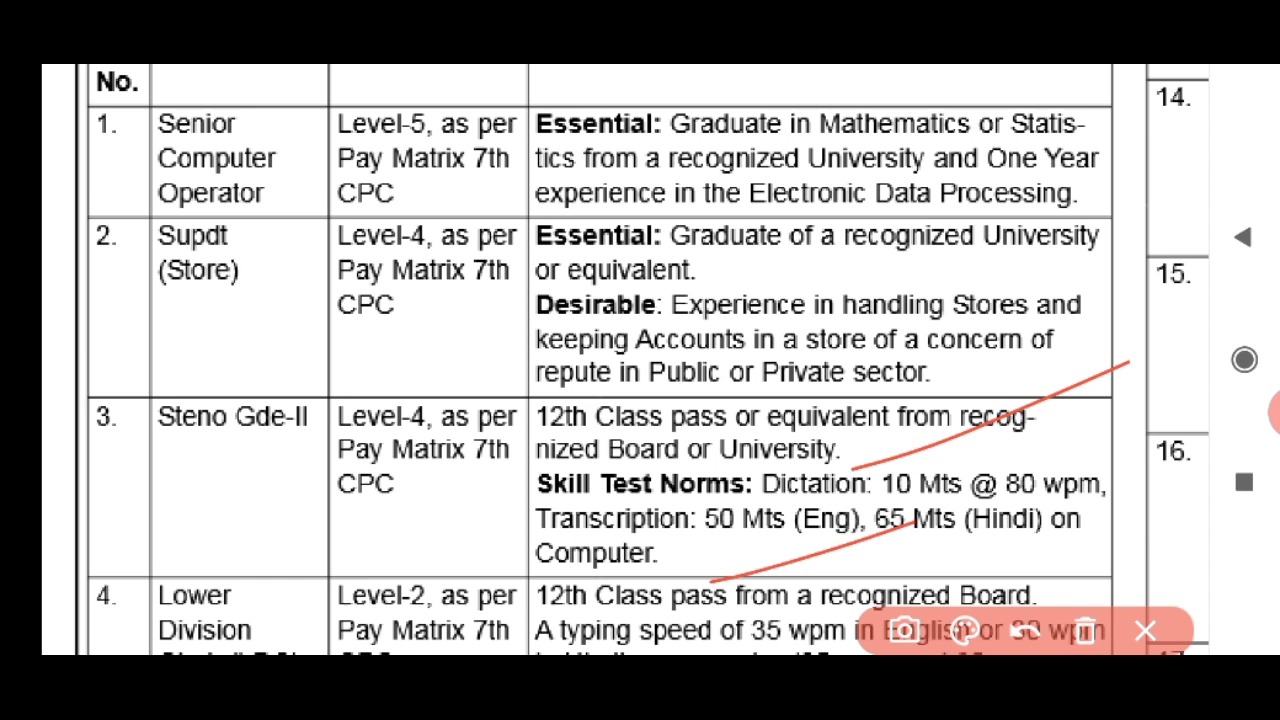 No.
1. Senior Level-5, as per Essential: Graduate in Mathematics or Statis-
Computer Pay Matrix 7th tics from a recognized University and One Year
Operator CPC experience in the Electronic Data Processing.
2. Supdt Level-4, as per Essential: Graduate of a recognized University
(Store) Pay Matrix 7th or equivalent.
CPC Desirable: Experience in handling Stores and
keeping Accounts in a store of a concern of
repute in Public or Private sector.
3. Steno Gde-II Level-4, as per 12th Class pass or equivalent from recog-
Pay Matrix 7th nized Board or University.
CPC Skill Test Norms: Dictation: 10 Mts @ 80 wpm,
Transcription: 50 Mts (Eng), 65 Mts (Hindi) on
Computer.
4. Lower Level-2, as per 12th Class pass from a recognized Board.
Division Pay Matrix 7th A typing speed of 35 wpm in English or 30 wpm
14.
15.
16.